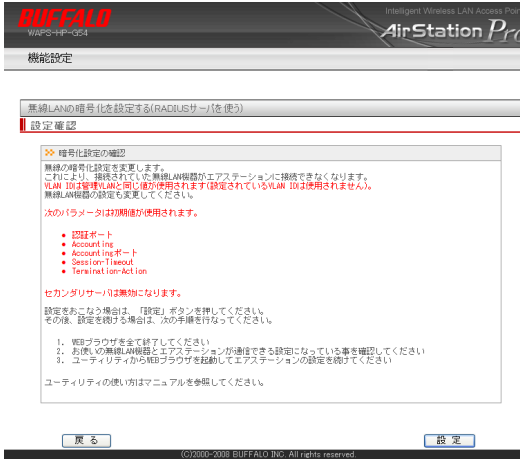 BUFFALO
WAPS-HP-G54
Intelligent Wireless LAN Access Poin
AirStation Pro
機能設定
無線LANの暗号化を設定する(RADIUSサーバを使う)
設定確認
暗号化設定の確認
無線の暗号化設定を変更します。
これにより、接続されていた無線LAN機器がエアステーションに接続できなくなります。
VLAN IDは管理VLANと同じ値が使用されます(設定されているVLAN IDは使用されません)。
無線LAN機器の設定も変更してください。
次のパラメータは初期値が使用されます。
● 認証ポート
● Accounting
● Accountingポート
● Session-Timeout
● Termination-Action
セカンダリサーバは無効になります。
設定をおこなう場合は、「設定」ボタンを押してください。
その後、設定を続ける場合は、次の手順を行なってください。
1. WEBブラウザを全て終了してください
2. お使いの無線LAN機器とエアステーションが通信できる設定になっている事を確認してください
3. ユーティリティからWEBブラウザを起動してエアステーションの設定を続けてください
ユーティリティの使い方はマニュアルを参照してください。
戻る
設定
(C)2000-2008 BUFFALO INC. All rights reserved.